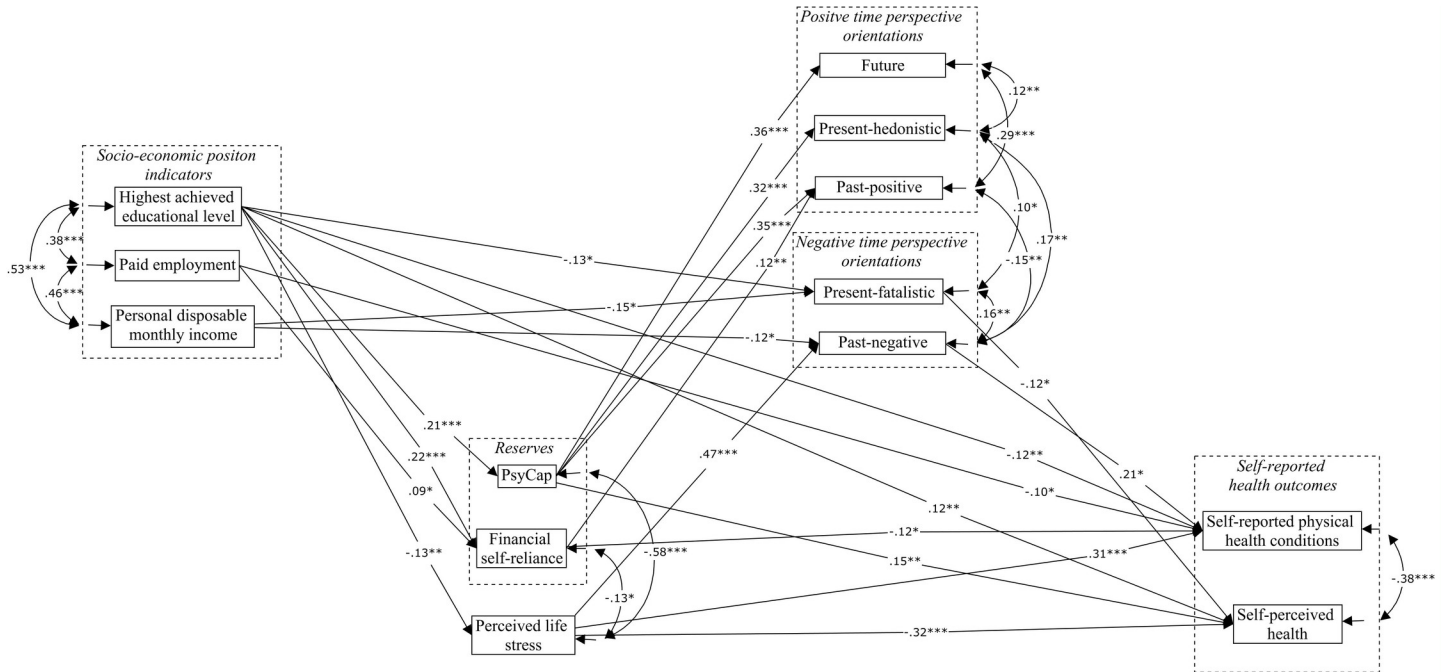 Positve time perspective
orientations
Future
Present-hedonistic
Past-positive
.12**
.29***
.10*
.17**
-.15**
.16**
Negative time perspective
orientations
Present-fatalistic
Past-negative
Socio-economic positon
indicators
Highest achieved
educational level
Paid employment
Personal disposable
monthly income
.38***
.53***
.46***
.36***
.32***
.35***
.12**
-.13*
-.15*
-.12*
.21***
.22***
.09*
-.13**
Reserves
PsyCap
Financial
self-reliance
Perceived life
stress
.47***
-.58***
-.13*
-.12*
-.12**
-.10*
.21*
.12**
-.12*
.15**
.31***
-.32***
Self-reported
health outcomes
Self-reported physical
health conditions
Self-perceived
health
-.38***